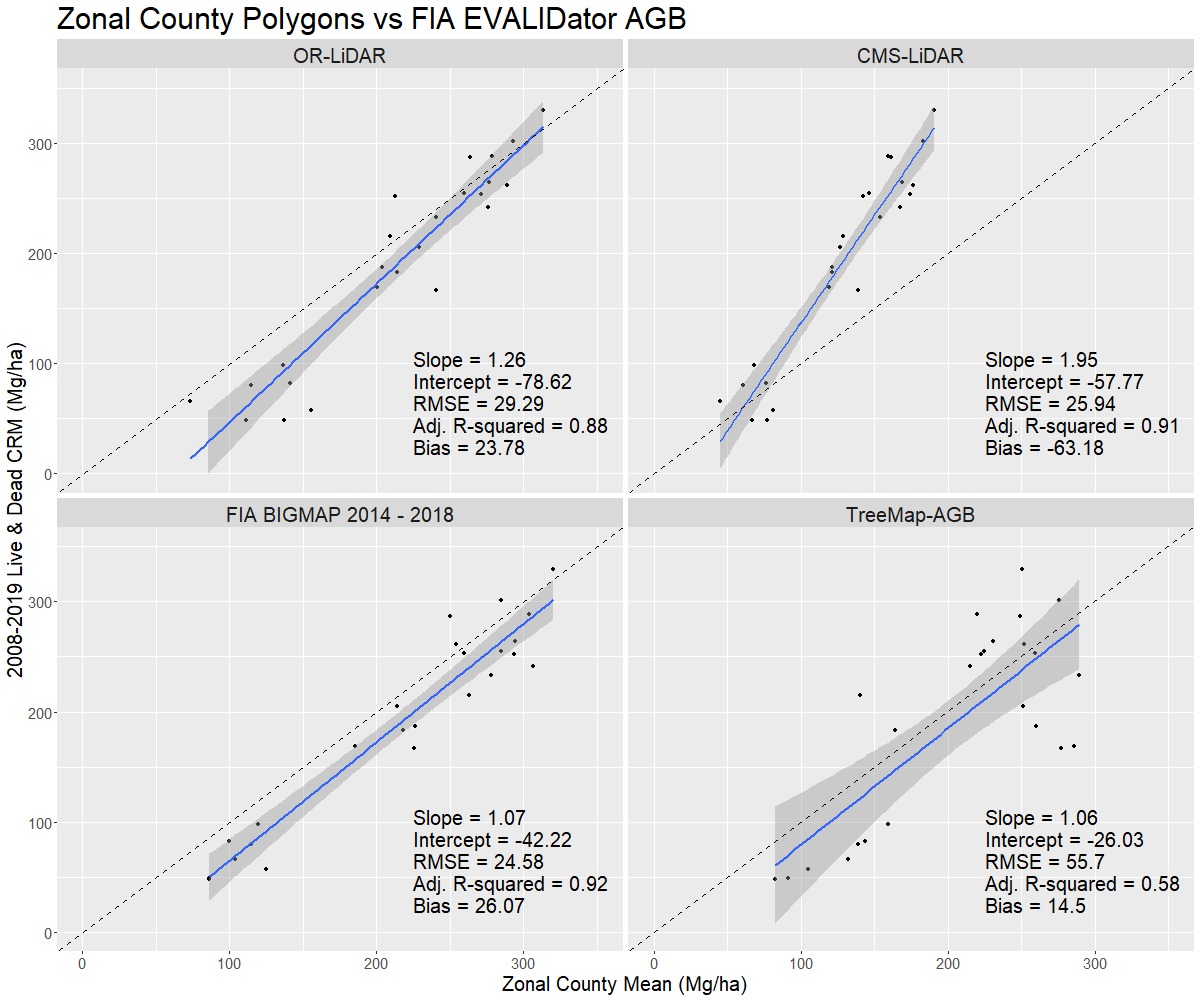 Zonal County Polygons vs FIA EVALIDator AGB
OR-LiDAR
CMS-LiDAR
300
200
100
0
Slope = 1.26
Intercept = -78.62
RMSE = 29.29
Adj. R-squared = 0.88
Bias = 23.78
Slope = 1.95
Intercept = -57.77
RMSE = 25.94
Adj. R-squared = 0.91
Bias = -63.18
2008-2019 Live & Dead CRM (Mg/ha)
FIA BIGMAP 2014 - 2018
TreeMap-AGB
300
200
100
0
Slope = 1.07
Intercept = -42.22
RMSE = 24.58
Adj. R-squared = 0.92
Bias = 26.07
Slope = 1.06
Intercept = -26.03
RMSE = 55.7
Adj. R-squared = 0.58
Bias = 14.5
0 100 200 300
0 100 200 300
Zonal County Mean (Mg/ha)